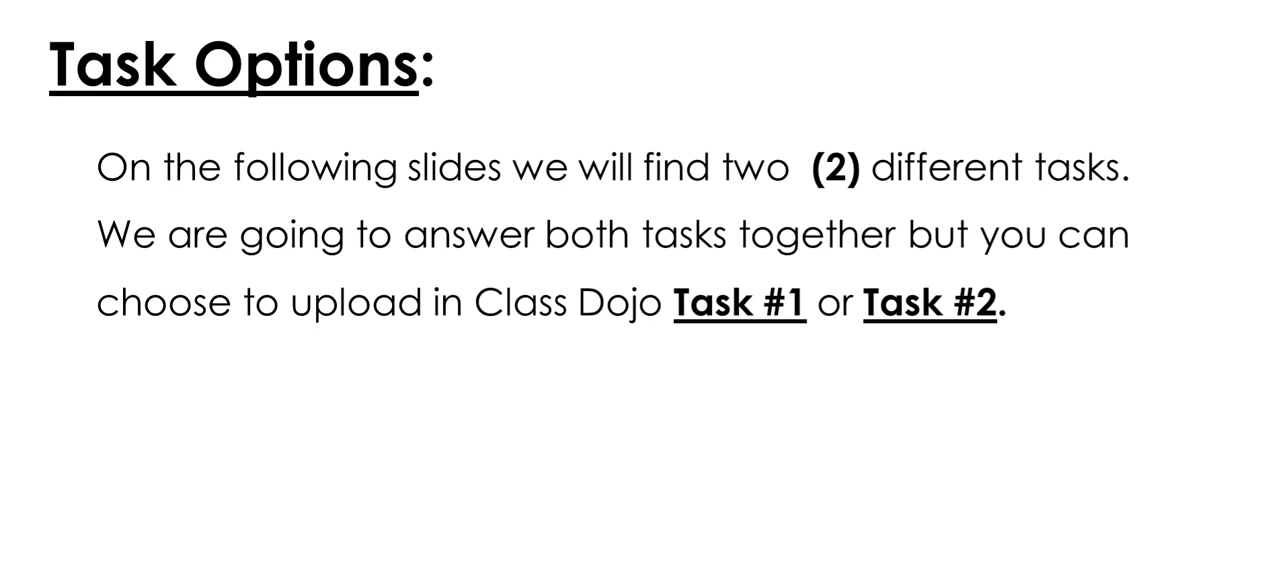 Task Options:
On the following slides we will find two (2) different tasks.
We are going to answer both tasks together but you can
choose to upload in Class Dojo Task #1 or Task #2.